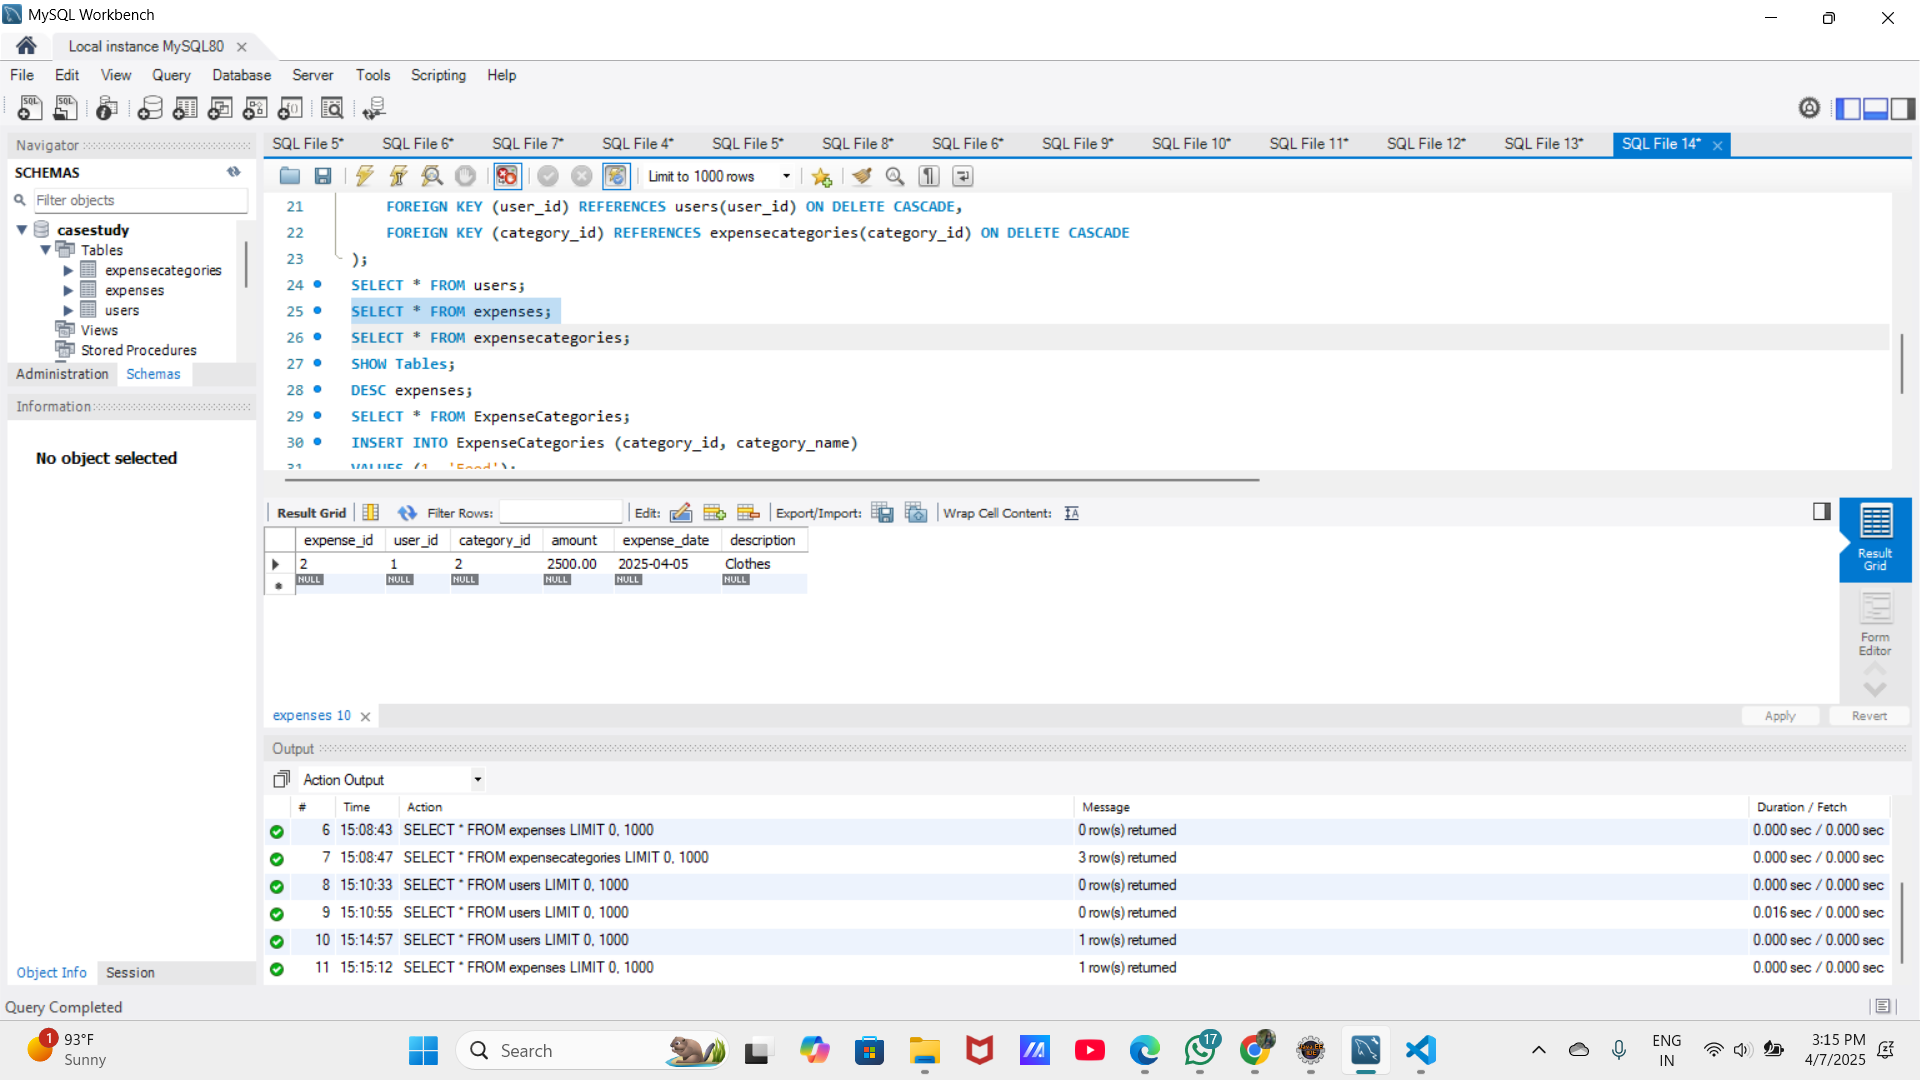 MySQL Workbench
Local instance MySQL80
File Edit View Query Database Server Tools Scripting Help
Navigator
SCHEMAS
Filter objects
casestudy
Tables
expensecategories
expenses
users
Views
Stored Procedures
Administration Schemas
Information
No object selected
Object Info Session
Query Completed
SQL File 5* SQL File 6* SQL File 7* SQL File 4* SQL File 5* SQL File 8* SQL File 6* SQL File 9* SQL File 10* SQL File 11* SQL File 12* SQL File 13* SQL File 14*
Limit to 1000 rows
21 FOREIGN KEY (user_id) REFERENCES users(user_id) ON DELETE CASCADE,
22 FOREIGN KEY (category_id) REFERENCES expensecategories(category_id) ON DELETE CASCADE
23 );
24 SELECT * FROM users;
25 SELECT * FROM expenses;
26 SELECT * FROM expensecategories;
27 SHOW Tables;
28 DESC expenses;
29 SELECT * FROM ExpenseCategories;
30 INSERT INTO ExpenseCategories (category_id, category_name)
31 VALUES (1, 'Food');
Result Grid Filter Rows: Edit: Export/Import: Wrap Cell Content:
expense_id user_id category_id amount expense_date description
2 1 2 2500.00 2025-04-05 Clothes
NULL NULL NULL NULL NULL NULL
Result
Grid
Form
Editor
expenses 10
Apply Revert
Output
Action Output
# Time Action Message Duration / Fetch
6 15:08:43 SELECT * FROM expenses LIMIT 0, 1000 0 row(s) returned 0.000 sec / 0.000 sec
7 15:08:47 SELECT * FROM expensecategories LIMIT 0, 1000 3 row(s) returned 0.000 sec / 0.000 sec
8 15:10:33 SELECT * FROM users LIMIT 0, 1000 0 row(s) returned 0.000 sec / 0.000 sec
9 15:10:55 SELECT * FROM users LIMIT 0, 1000 0 row(s) returned 0.016 sec / 0.000 sec
10 15:14:57 SELECT * FROM users LIMIT 0, 1000 1 row(s) returned 0.000 sec / 0.000 sec
11 15:15:12 SELECT * FROM expenses LIMIT 0, 1000 1 row(s) returned 0.000 sec / 0.000 sec
1
93°F
Sunny
Search
17
ENG
IN
3:15 PM
4/7/2025